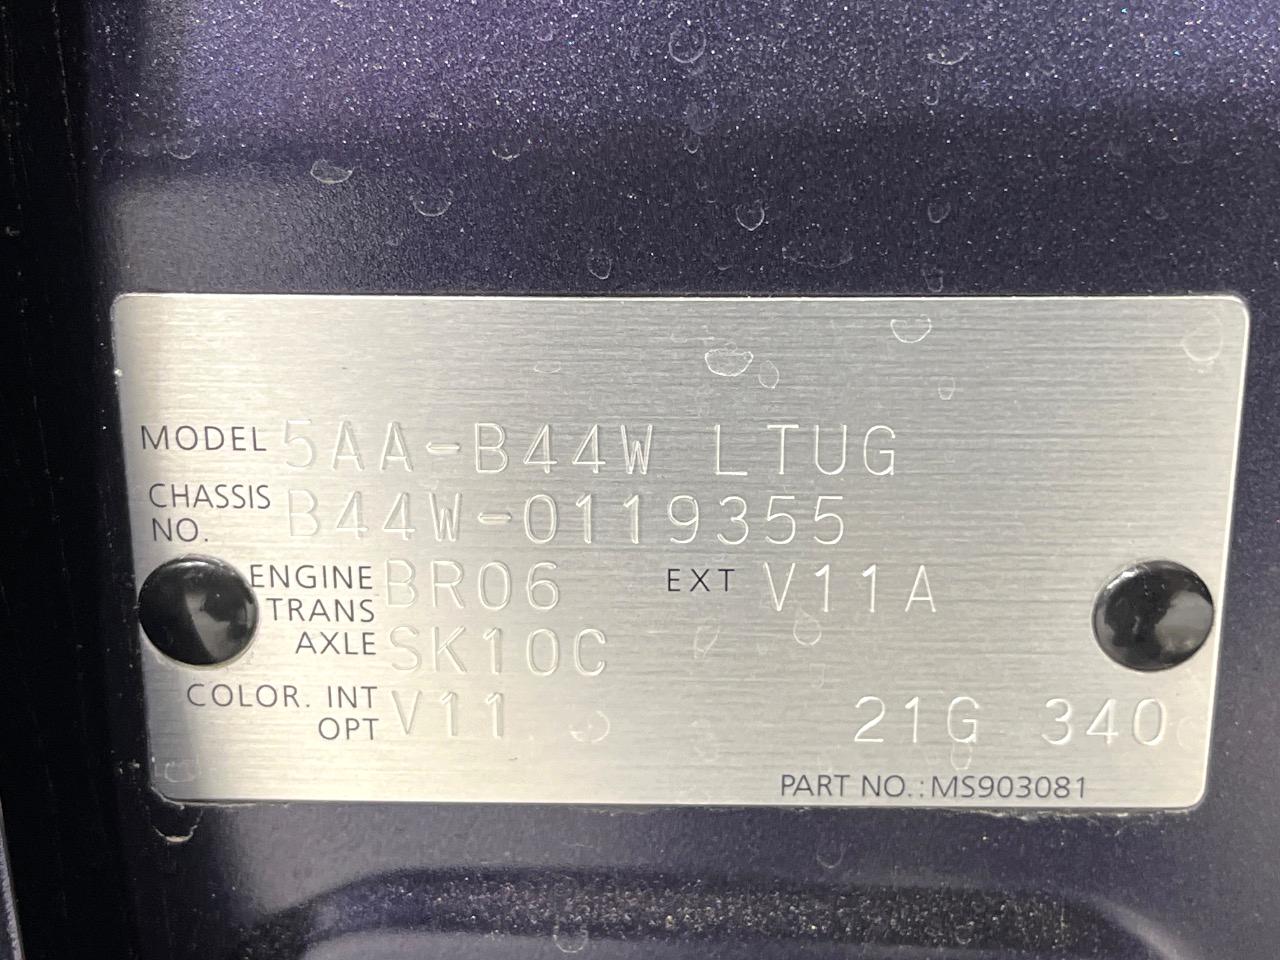 MODEL 5AA-B44W LTUG
CHASSIS NO. B44W-0119355
ENGINE BR06 EXT V11A
TRANS AXLE SK10C
COLOR. INT OPT V11 21G 340
PART NO.: MS903081